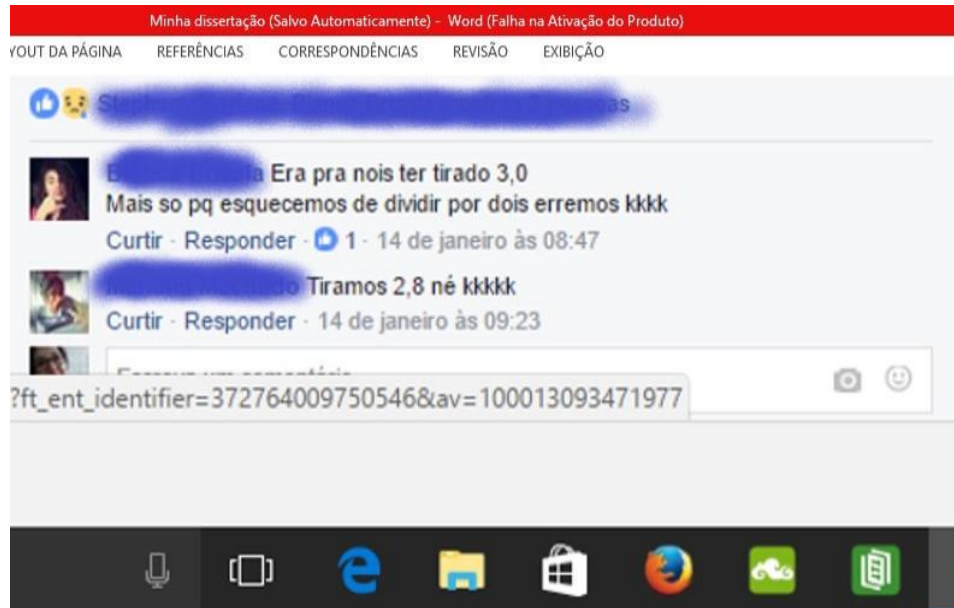 Minha dissertação (Salvo Automaticamente) - Word (Falha na Ativação do Produto)
YOUT DA PÁGINA REFERÊNCIAS CORRESPONDÊNCIAS REVISÃO EXIBIÇÃO
Era pra nois ter tirado 3,0
Mais so pq esquecemos de dividir por dois erremos kkkk
Curtir · Responder · 1 · 14 de janeiro às 08:47
Tiramos 2,8 né kkkkk
Curtir · Responder · 14 de janeiro às 09:23
?ft_ent_identifier=372764009750546&av=100013093471977